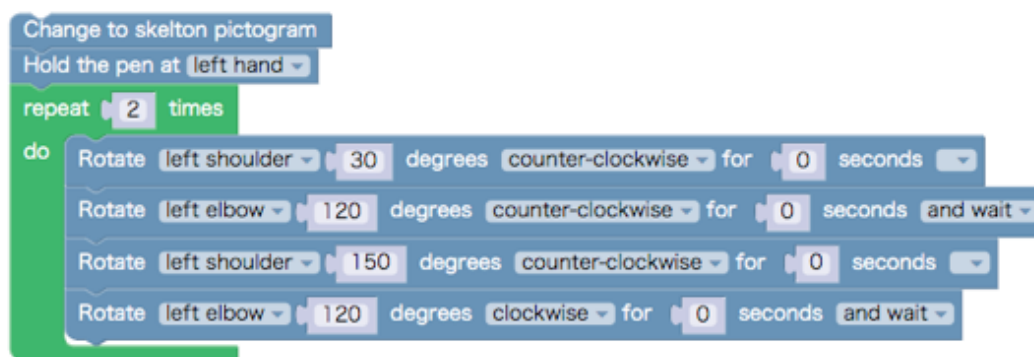 Change to skelton pictogram
Hold the pen at left hand
repeat 2 times
do
Rotate left shoulder 30 degrees counter-clockwise for 0 seconds
Rotate left elbow 120 degrees counter-clockwise for 0 seconds and wait
Rotate left shoulder 150 degrees counter-clockwise for 0 seconds
Rotate left elbow 120 degrees clockwise for 0 seconds and wait